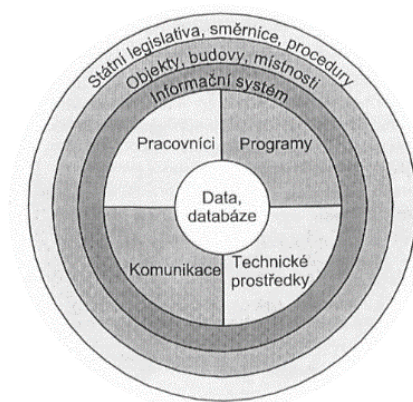 Státní legislativa, směrnice, procedury
Objekty, budovy, místnosti
Informační systém
Pracovníci
Programy
Data,
databáze
Komunikace
Technické
prostředky